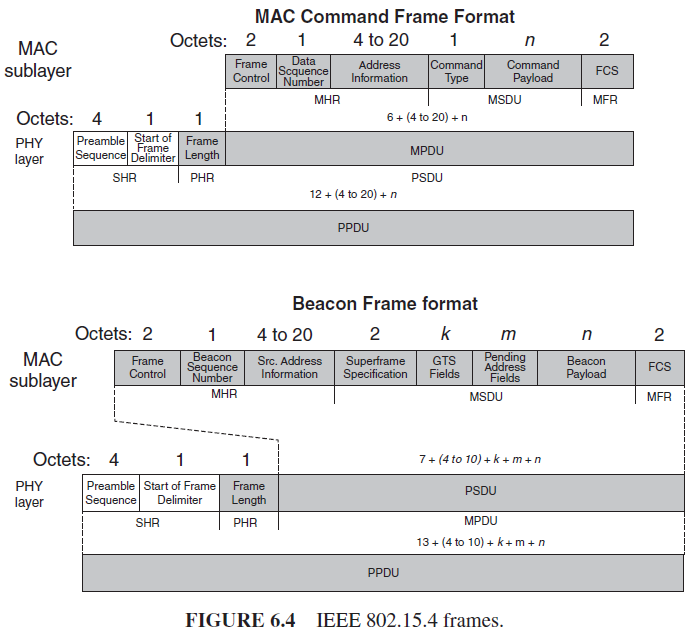 MAC Command Frame Format
MAC
sublayer
Octets: 2 1 4 to 20 1 n 2
Frame
Control
Data
Scquence
Number
Address
Information
Command
Type
Command
Payload
FCS
MHR MSDU MFR
6 + (4 to 20) + n
Octets: 4 1 1
PHY
layer
Preamble
Sequence
Start of
Frame
Delimiter
Frame
Length
MPDU
SHR PHR PSDU
12 + (4 to 20) + n
PPDU
Beacon Frame format
Octets: 2 1 4 to 20 2 k m n 2
MAC
sublayer
Frame
Control
Beacon
Sequence
Number
Src. Address
Information
Superframe
Specification
GTS
Fields
Pending
Address
Fields
Beacon
Payload
FCS
MHR MSDU MFR
Octets: 4 1 1
7 + (4 to 10) + k + m + n
PHY
layer
Preamble
Sequence
Start of Frame
Delimiter
Frame
Length
PSDU
SHR PHR MPDU
13 + (4 to 10) + k + m + n
PPDU
FIGURE 6.4 IEEE 802.15.4 frames.